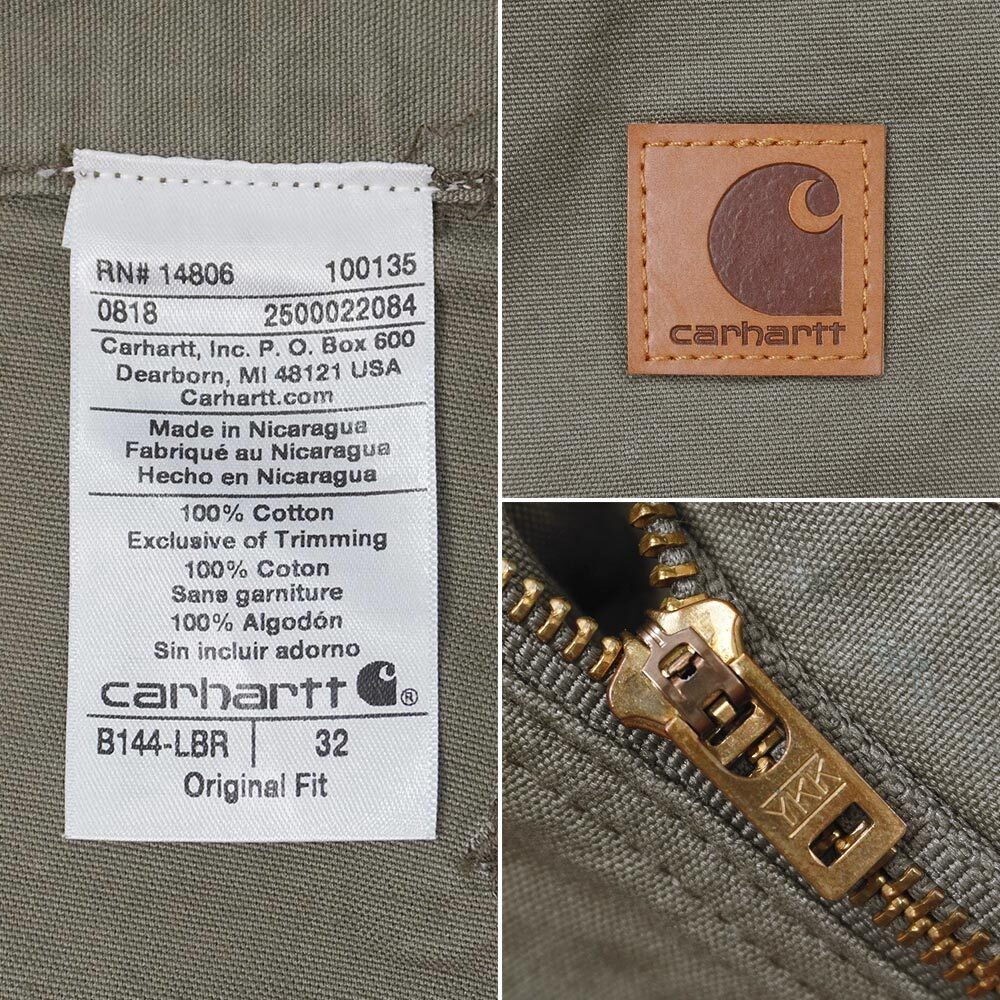 RN# 14806 100135
0818 2500022084
Carhartt, Inc. P. O. Box 600
Dearborn, MI 48121 USA
Carhartt.com
Made in Nicaragua
Fabriqué au Nicaragua
Hecho en Nicaragua
100% Cotton
Exclusive of Trimming
100% Coton
Sans garniture
100% Algodón
Sin incluir adorno
carhartt ®
B144-LBR | 32
Original Fit
carhartt
YKK